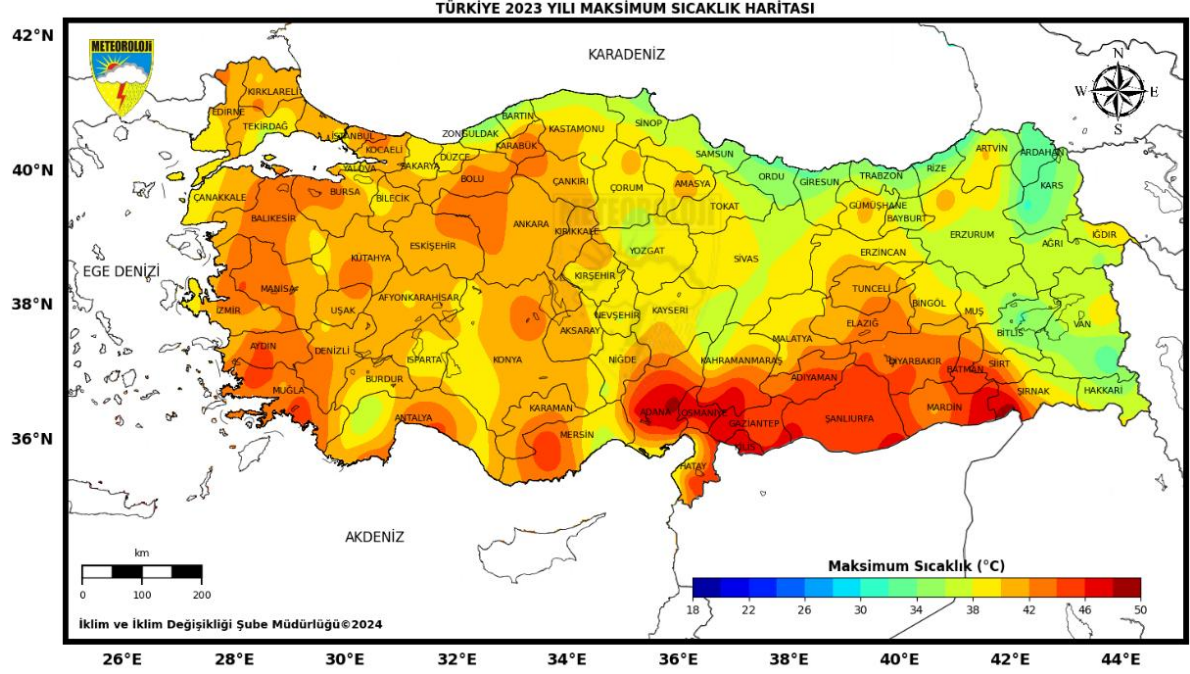 TÜRKİYE 2023 YILI MAKSİMUM SICAKLIK HARİTASI
42°N
40°N
38°N
36°N
METEOROLOJİ
KARADENİZ
N
W E
S
KIRKLARELİ
EDİRNE
TEKİRDAĞ
İSTANBUL
KOCAELİ
YALOVA
SAKARYA
DÜZCE
ZONGULDAK
BARTIN
KARABÜK
KASTAMONU
SİNOP
SAMSUN
ORDU
GİRESUN
TRABZON
RİZE
ARTVİN
ARDAHAN
KARS
ÇANAKKALE
BURSA
BİLECİK
BOLU
ÇANKIRI
ÇORUM
AMASYA
TOKAT
GÜMÜŞHANE
BAYBURT
BALIKESİR
ESKİŞEHİR
ANKARA
KIRIKKALE
METEOROLOJİ
YOZGAT
SİVAS
ERZİNCAN
ERZURUM
AĞRI
IĞDIR
EGE DENİZİ
KÜTAHYA
MANİSA
AFYONKARAHİSAR
KIRŞEHİR
TUNCELİ
BİNGÖL
MUŞ
İZMİR
UŞAK
AKSARAY
NEVŞEHİR
KAYSERİ
MALATYA
ELAZIĞ
BİTLİS
VAN
AYDIN
DENİZLİ
ISPARTA
KONYA
NİĞDE
KAHRAMANMARAŞ
ADIYAMAN
DİYARBAKIR
BATMAN
SİİRT
ŞIRNAK
HAKKARİ
MUĞLA
BURDUR
ANTALYA
KARAMAN
MERSİN
ADANA
OSMANİYE
GAZİANTEP
ŞANLIURFA
MARDİN
KİLİS
HATAY
AKDENİZ
km
0 100 200
Maksimum Sıcaklık (°C)
18 22 26 30 34 38 42 46 50
İklim ve İklim Değişikliği Şube Müdürlüğü©2024
26°E 28°E 30°E 32°E 34°E 36°E 38°E 40°E 42°E 44°E